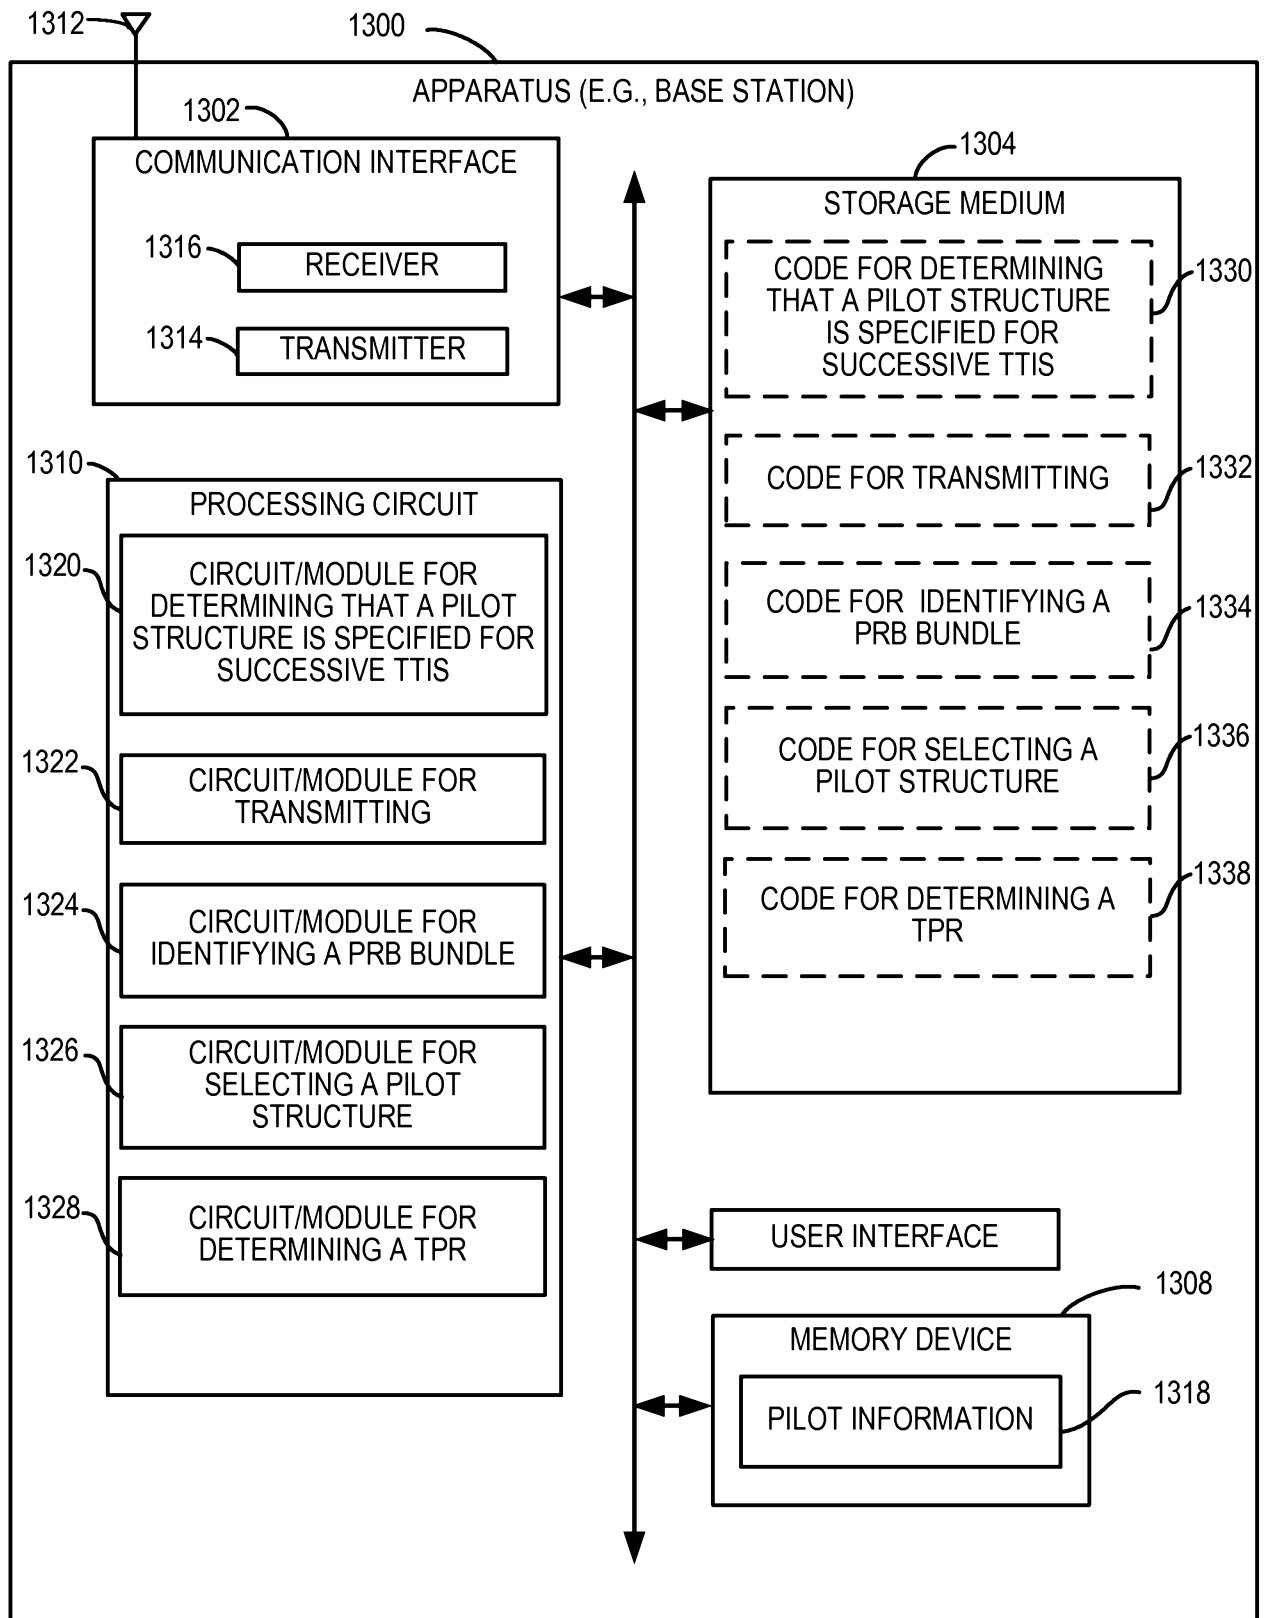 1312
1300
APPARATUS (E.G., BASE STATION)
1302
COMMUNICATION INTERFACE
1316
RECEIVER
1314
TRANSMITTER
1304
STORAGE MEDIUM
CODE FOR DETERMINING
THAT A PILOT STRUCTURE
IS SPECIFIED FOR
SUCCESSIVE TTIS
1330
CODE FOR TRANSMITTING
1332
CODE FOR IDENTIFYING A
PRB BUNDLE
1334
CODE FOR SELECTING A
PILOT STRUCTURE
1336
CODE FOR DETERMINING A
TPR
1338
1310
PROCESSING CIRCUIT
1320
CIRCUIT/MODULE FOR
DETERMINING THAT A PILOT
STRUCTURE IS SPECIFIED FOR
SUCCESSIVE TTIS
1322
CIRCUIT/MODULE FOR
TRANSMITTING
1324
CIRCUIT/MODULE FOR
IDENTIFYING A PRB BUNDLE
1326
CIRCUIT/MODULE FOR
SELECTING A PILOT
STRUCTURE
1328
CIRCUIT/MODULE FOR
DETERMINING A TPR
USER INTERFACE
1308
MEMORY DEVICE
1318
PILOT INFORMATION